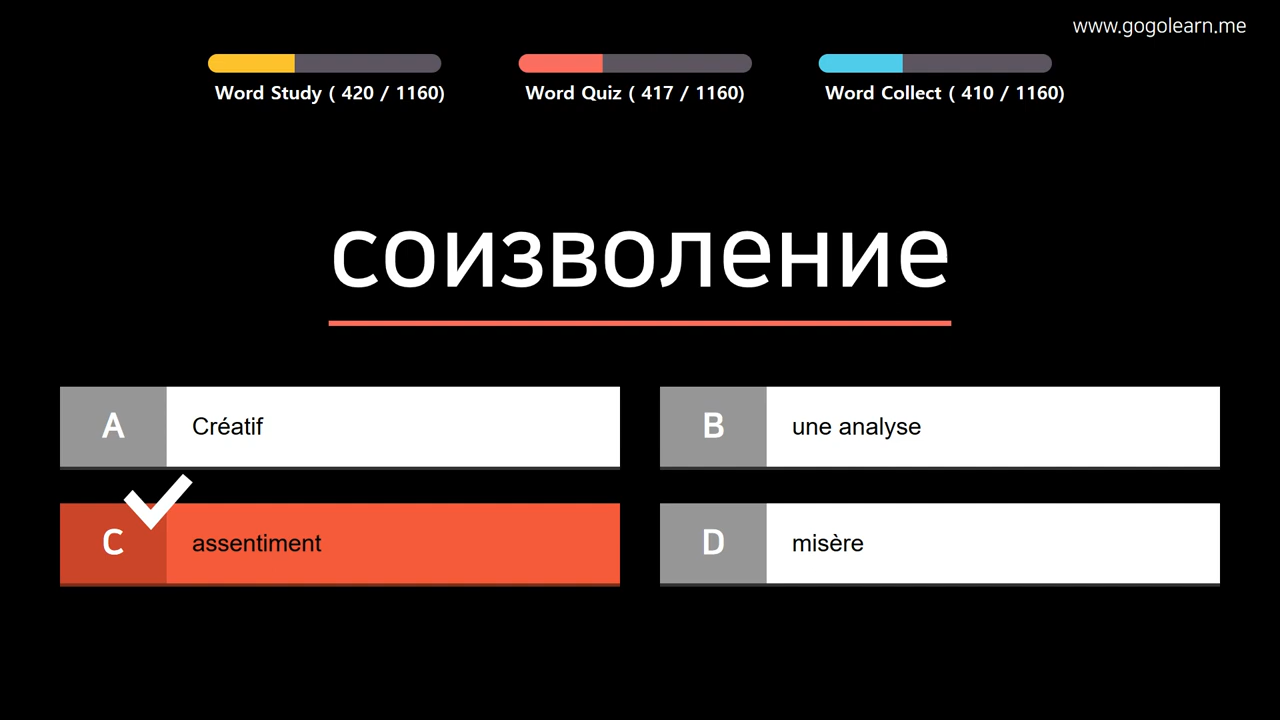 www.gogolearn.me
Word Study ( 420 / 1160)
Word Quiz ( 417 / 1160)
Word Collect ( 410 / 1160)
соизволение
A Créatif
B une analyse
C assentiment
D misère